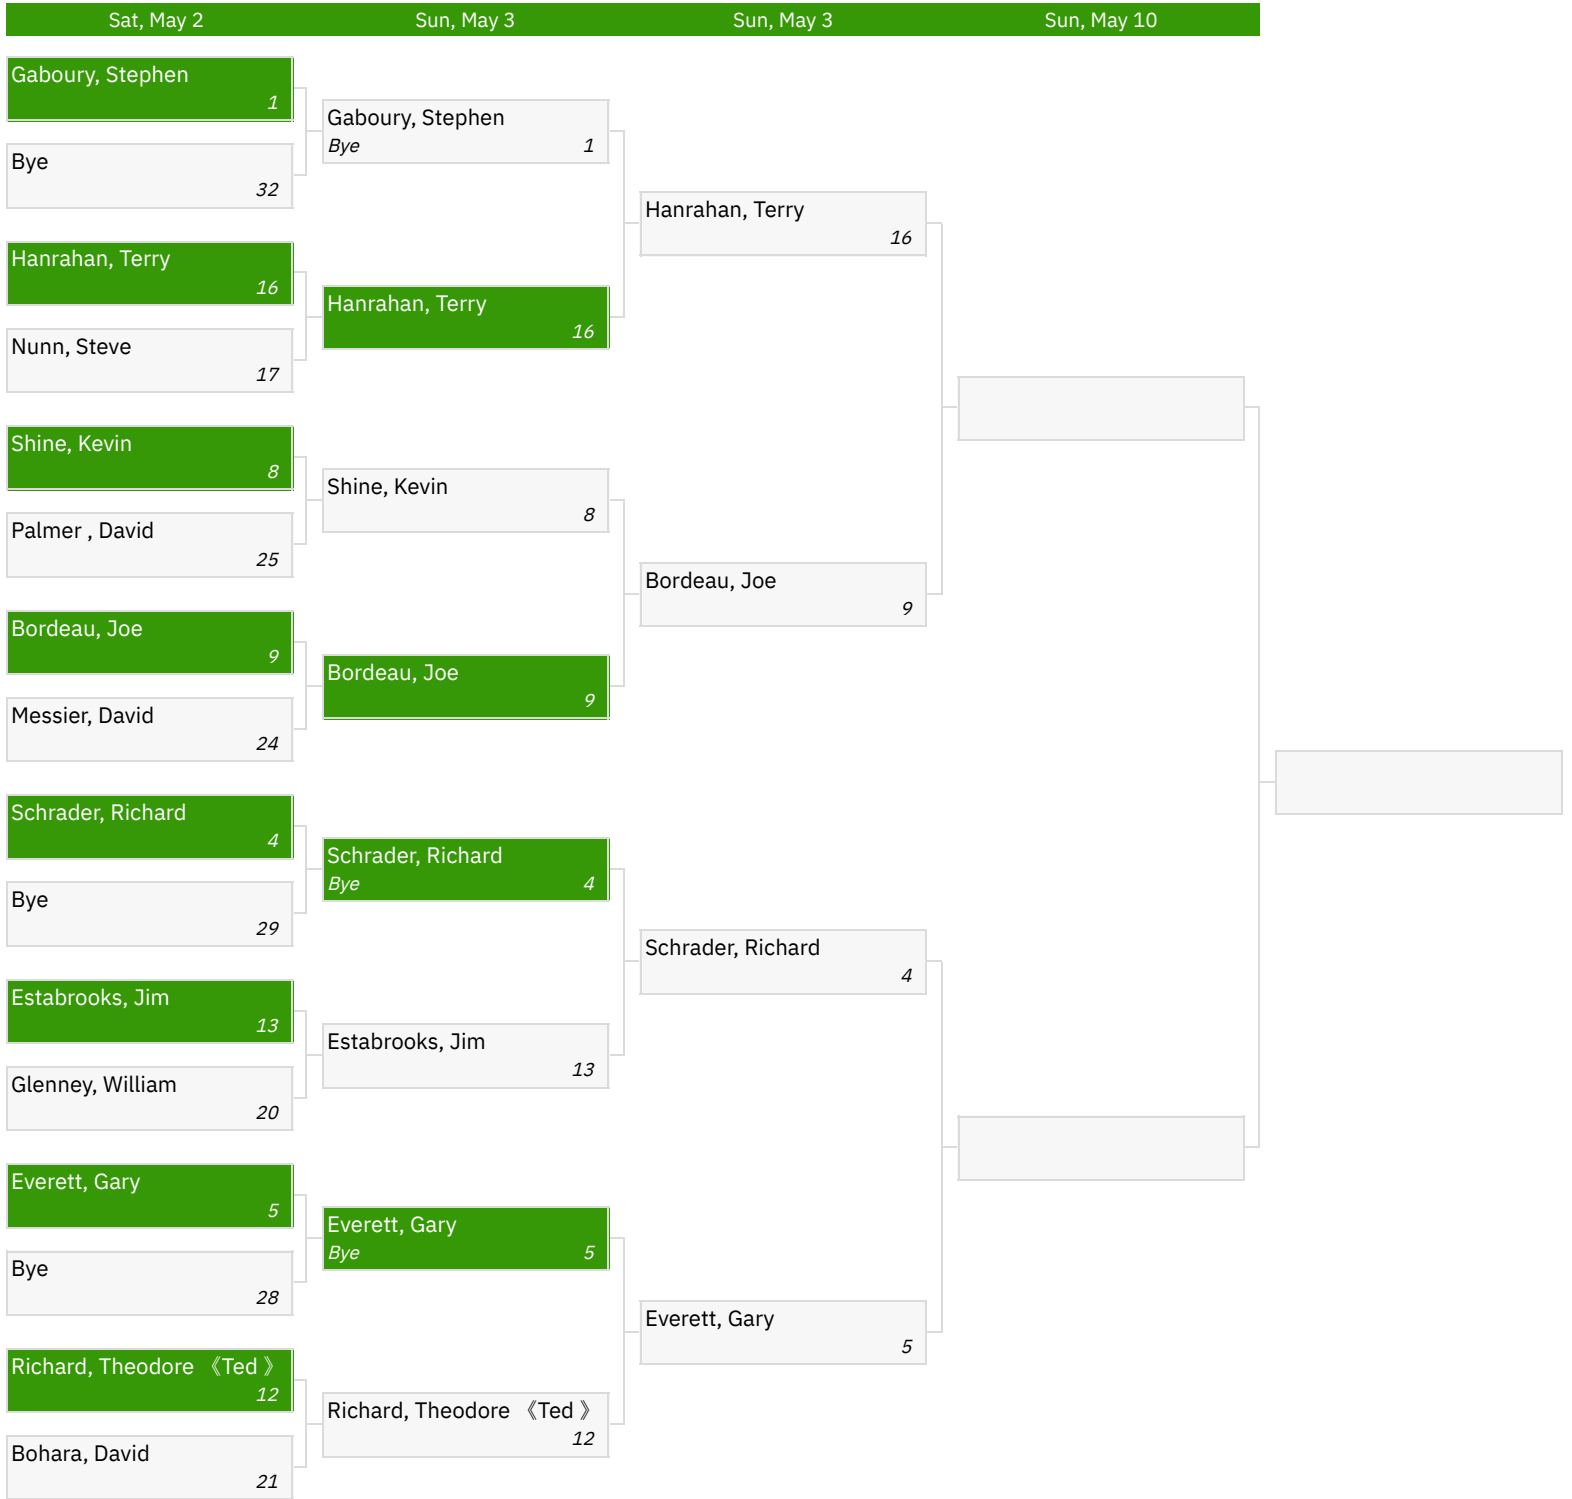 Sat, May 2
Sun, May 3
Sun, May 3
Sun, May 10
Gaboury, Stephen
1
Bye
32
Hanrahan, Terry
16
Nunn, Steve
17
Shine, Kevin
8
Palmer , David
25
Bordeau, Joe
9
Messier, David
24
Schrader, Richard
4
Bye
29
Estabrooks, Jim
13
Glenney, William
20
Everett, Gary
5
Bye
28
Richard, Theodore 《Ted 》
12
Bohara, David
21
Gaboury, Stephen
Bye 1
Hanrahan, Terry
16
Shine, Kevin
8
Bordeau, Joe
9
Schrader, Richard
Bye 4
Estabrooks, Jim
13
Everett, Gary
Bye 5
Richard, Theodore 《Ted 》
12
Hanrahan, Terry
16
Bordeau, Joe
9
Schrader, Richard
4
Everett, Gary
5